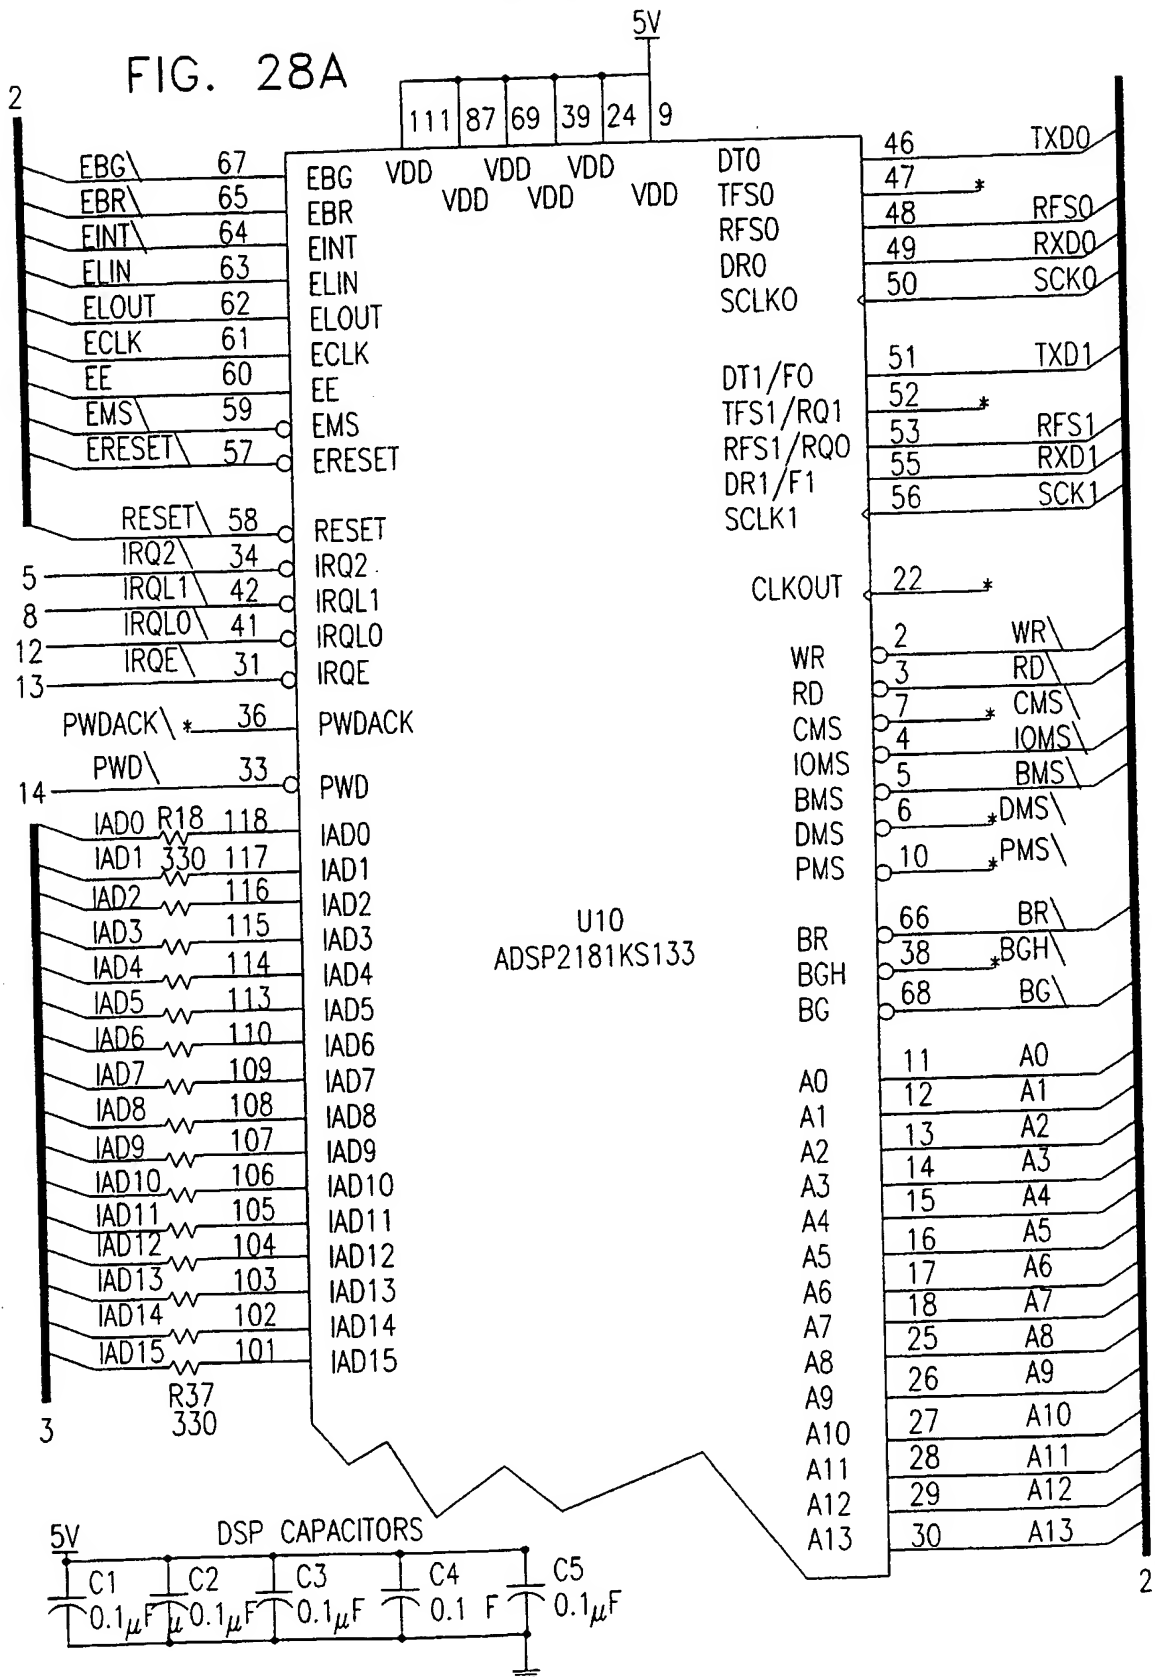 FIG. 28A
5V
2
111 87 69 39 24 9
VDD VDD VDD
VDD VDD VDD
EBG\ 67 EBG
EBR\ 65 EBR
EINT\ 64 EINT
ELIN 63 ELIN
ELOUT 62 ELOUT
ECLK 61 ECLK
EE 60 EE
EMS\ 59 EMS
ERESET\ 57 ERESET
RESET\ 58 RESET
5 IRQ2\ 34 IRQ2
8 IRQL1\ 42 IRQL1
12 IRQL0\ 41 IRQL0
13 IRQE\ 31 IRQE
PWDACK\ * 36 PWDACK
14 PWD\ 33 PWD
IAD0 R18 118 IAD0
IAD1 330 117 IAD1
IAD2 116 IAD2
IAD3 115 IAD3
IAD4 114 IAD4
IAD5 113 IAD5
IAD6 110 IAD6
IAD7 109 IAD7
IAD8 108 IAD8
IAD9 107 IAD9
IAD10 106 IAD10
IAD11 105 IAD11
IAD12 104 IAD12
IAD13 103 IAD13
IAD14 102 IAD14
IAD15 101 IAD15
R37
330
3
U10
ADSP2181KS133
DT0 46 TXD0
TFS0 47 *
RFS0 48 RFS0
DR0 49 RXD0
SCLK0 50 SCK0
DT1/F0 51 TXD1
TFS1/RQ1 52 *
RFS1/RQ0 53 RFS1
DR1/F1 55 RXD1
SCLK1 56 SCK1
CLKOUT 22 *
WR 2 WR\
RD 3 RD\
CMS 7 * CMS\
IOMS 4 IOMS\
BMS 5 BMS\
DMS 6 * DMS\
PMS 10 * PMS\
BR 66 BR\
BGH 38 * BGH\
BG 68 BG\
A0 11 A0
A1 12 A1
A2 13 A2
A3 14 A3
A4 15 A4
A5 16 A5
A6 17 A6
A7 18 A7
A8 25 A8
A9 26 A9
A10 27 A10
A11 28 A11
A12 29 A12
A13 30 A13
2
DSP CAPACITORS
5V
C1 C2 C3 C4 C5
0.1μF μ 0.1μF 0.1μF 0.1 F 0.1μF